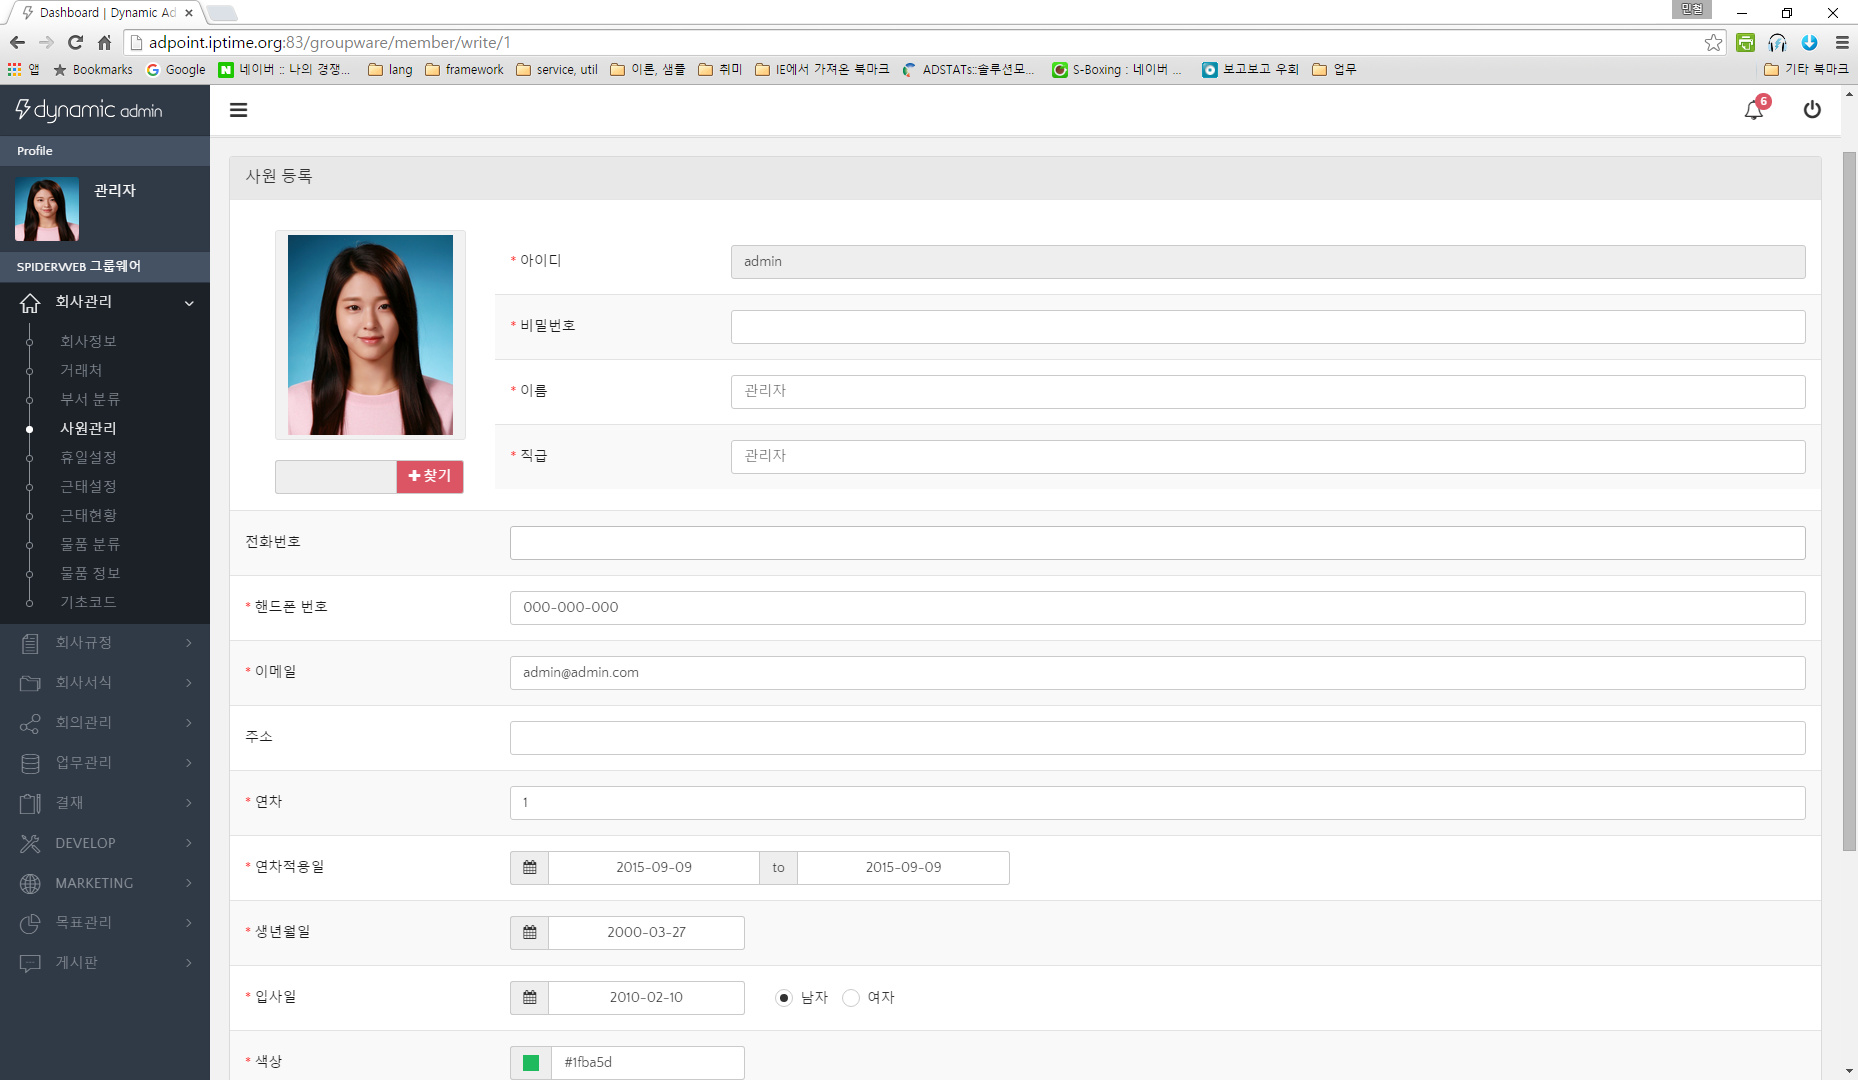 Dashboard | Dynamic Ad
민철
adpoint.iptime.org:83/groupware/member/write/1
앱 Bookmarks Google 네이버 :: 나의 경쟁... lang framework service, util 이론, 샘플 취미 IE에서 가져온 북마크 ADSTATs::솔루션모... S-Boxing : 네이버 ... 보고보고 우회 업무 기타 북마크
dynamic admin
6
Profile
관리자
SPIDERWEB 그룹웨어
회사관리
회사정보
거래처
부서 분류
사원관리
휴일설정
근태설정
근태현황
물품 분류
물품 정보
기초코드
회사규정
회사서식
회의관리
업무관리
결재
DEVELOP
MARKETING
목표관리
게시판
사원 등록
찾기
* 아이디 admin
* 비밀번호
* 이름 관리자
* 직급 관리자
전화번호
* 핸드폰 번호 000-000-000
* 이메일 admin@admin.com
주소
* 연차 1
* 연차적용일 2015-09-09 to 2015-09-09
* 생년월일 2000-03-27
* 입사일 2010-02-10 남자 여자
* 색상 #1fba5d